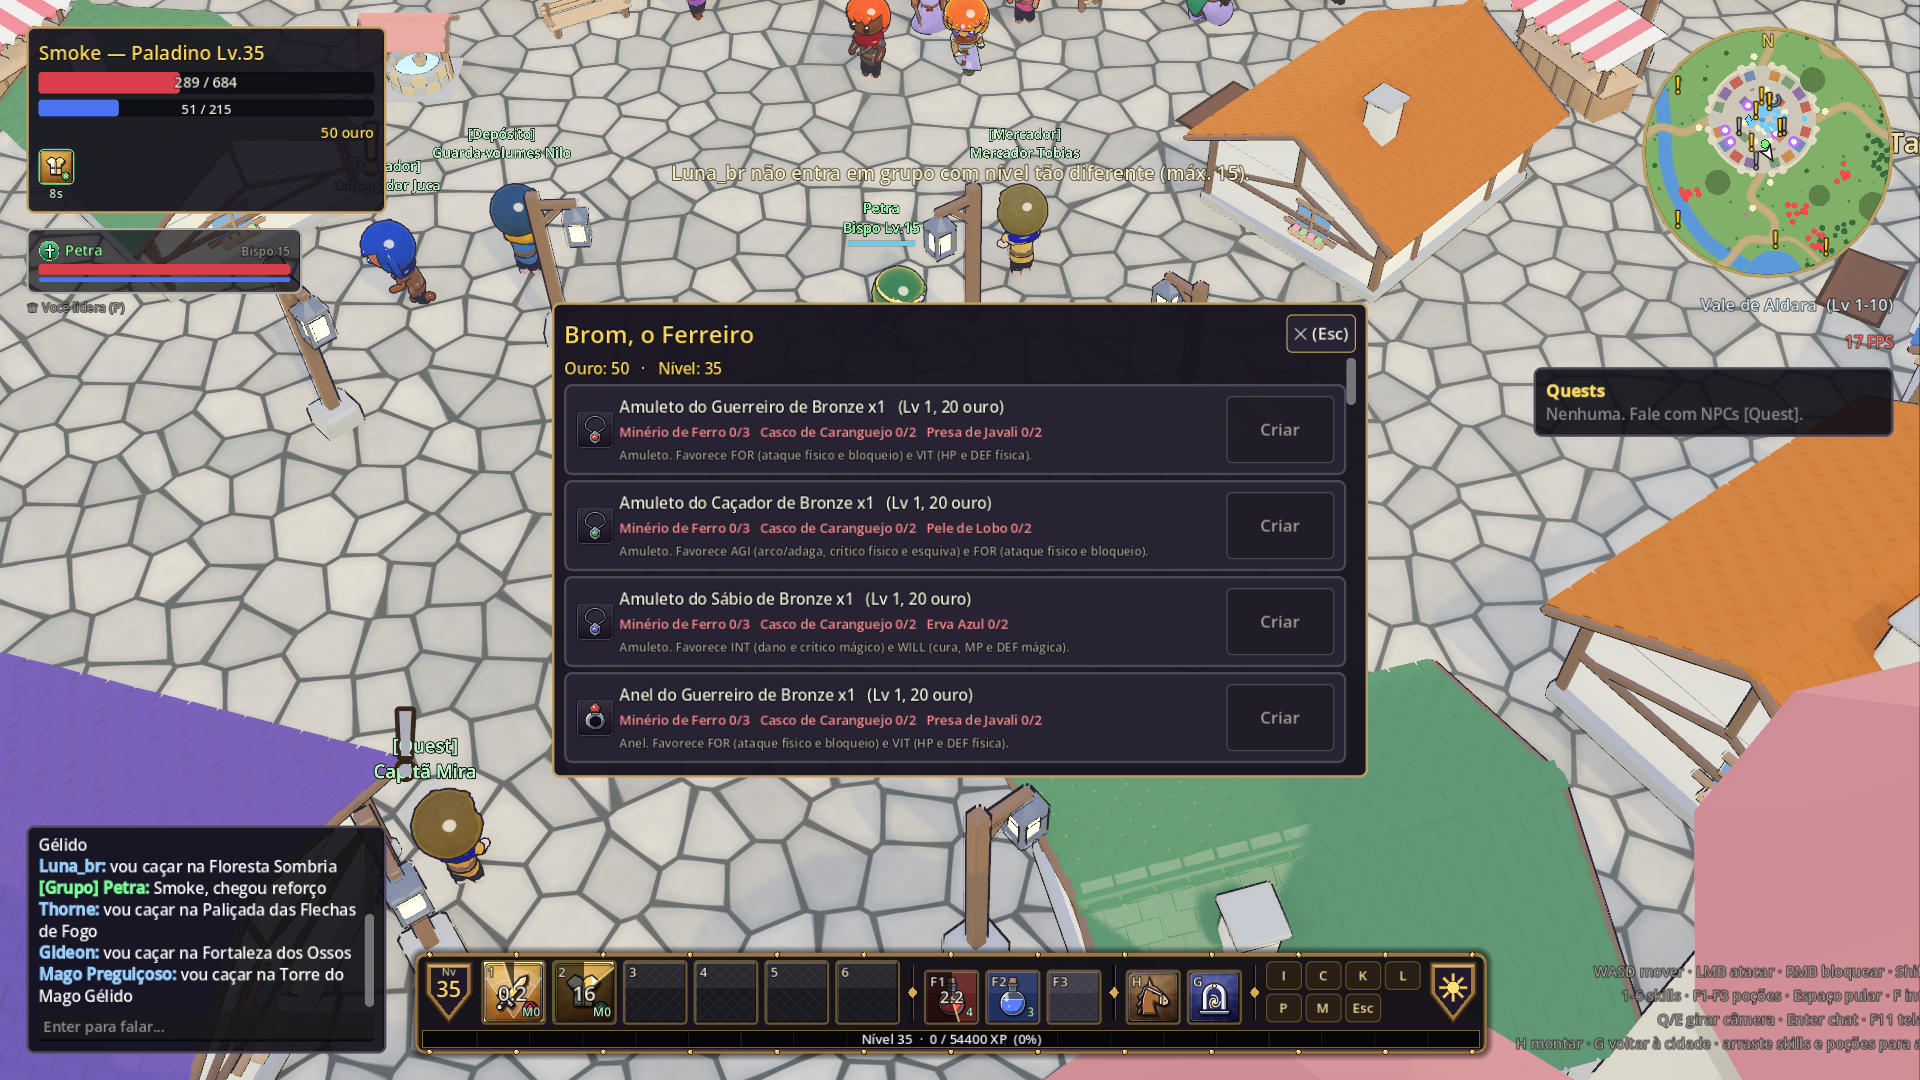 Smoke — Paladino Lv.35
289 / 684
51 / 215
50 ouro
8s
Petra
Bispo 15
Você lidera (P)
[Depósito]
Guarda-volumes Nilo
Juca
[Mercador]
Mercador Tobias
Luna_br não entra em grupo com nível tão diferente (máx. 15).
Petra
Bispo Lv.15
N
Vale de Aldara (Lv 1-10)
17 FPS
Quests
Nenhuma. Fale com NPCs [Quest].
Brom, o Ferreiro
(Esc)
Ouro: 50 · Nível: 35
Amuleto do Guerreiro de Bronze x1 (Lv 1, 20 ouro)
Minério de Ferro 0/3 Casco de Caranguejo 0/2 Presa de Javali 0/2
Amuleto. Favorece FOR (ataque físico e bloqueio) e VIT (HP e DEF física).
Criar
Amuleto do Caçador de Bronze x1 (Lv 1, 20 ouro)
Minério de Ferro 0/3 Casco de Caranguejo 0/2 Pele de Lobo 0/2
Amuleto. Favorece AGI (arco/adaga, crítico físico e esquiva) e FOR (ataque físico e bloqueio).
Criar
Amuleto do Sábio de Bronze x1 (Lv 1, 20 ouro)
Minério de Ferro 0/3 Casco de Caranguejo 0/2 Erva Azul 0/2
Amuleto. Favorece INT (dano e crítico mágico) e WILL (cura, MP e DEF mágica).
Criar
Anel do Guerreiro de Bronze x1 (Lv 1, 20 ouro)
Minério de Ferro 0/3 Casco de Caranguejo 0/2 Presa de Javali 0/2
Anel. Favorece FOR (ataque físico e bloqueio) e VIT (HP e DEF física).
Criar
[Quest]
Capitã Mira
Gélido
Luna_br: vou caçar na Floresta Sombria
[Grupo] Petra: Smoke, chegou reforço
Thorne: vou caçar na Paliçada das Flechas
de Fogo
Gideon: vou caçar na Fortaleza dos Ossos
Mago Preguiçoso: vou caçar na Torre do
Mago Gélido
Enter para falar...
Nv
35
1 0.2 M0
2 16 M0
3
4
5
6
F1 2.2 4
F2 3
F3
H
G
I C K L
P M Esc
Nível 35 · 0 / 54400 XP (0%)
WASD mover · LMB atacar · RMB bloquear ·
1-6 skills · F1-F3 poções · Espaço pular · F
Q/E girar câmera · Enter chat · F11
H montar · G voltar à cidade · arraste skills e poções para